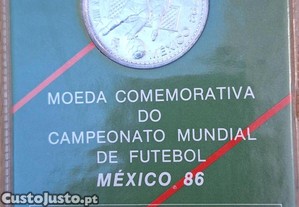 MOEDA COMEMORATIVA
DO
CAMPEONATO MUNDIAL
DE FUTEBOL
MÉXICO 86
CustoJusto.pt